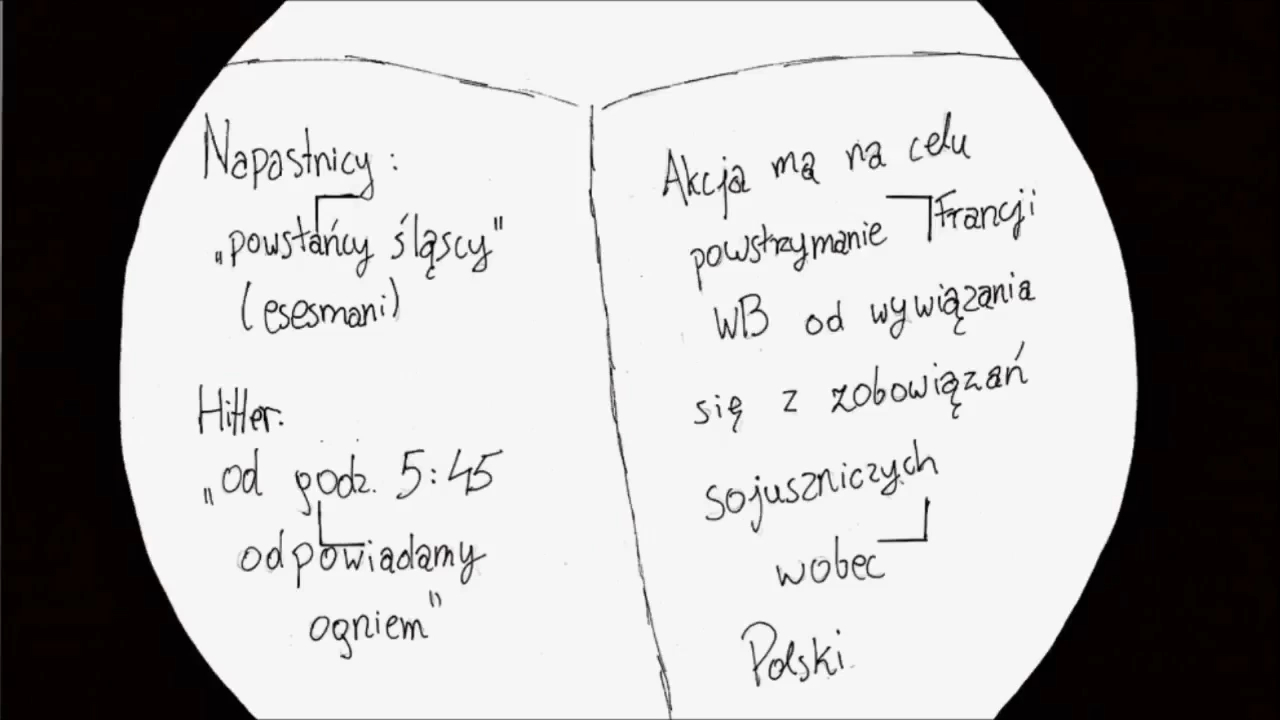 Napastnicy:
„powstańcy śląscy"
(esesmani)
Hitler:
„od godz. 5:45
odpowiadamy
ogniem"
Akcja ma na celu
powstrzymanie Francji
WB od wywiązania
się z zobowiązań
sojuszniczych
wobec
Polski